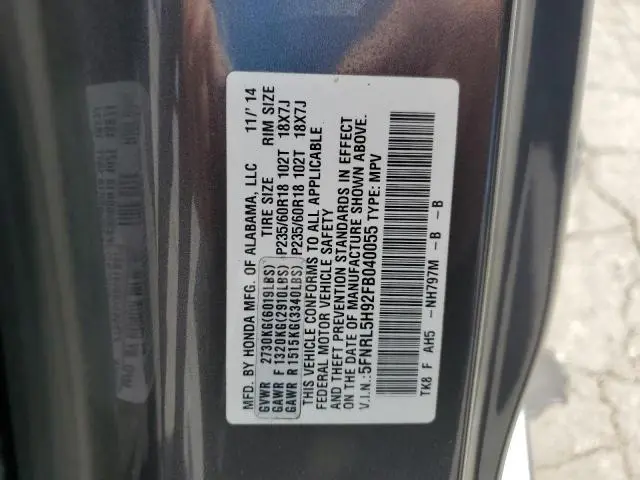 MFD. BY HONDA MFG. OF ALABAMA, LLC 11/'14
TIRE SIZE RIM SIZE
GVWR 2730KG(6019LBS)
GAWR F 1320KG(2910LBS) P235/60R18 102T 18X7J
GAWR R 1515KG(3340LBS) P235/60R18 102T 18X7J
THIS VEHICLE CONFORMS TO ALL APPLICABLE
FEDERAL MOTOR VEHICLE SAFETY
AND THEFT PREVENTION STANDARDS IN EFFECT
ON THE DATE OF MANUFACTURE SHOWN ABOVE.
V.I.N.:5FNRL5H92FB040055 TYPE: MPV
TK8 F AH5 -NH797M -B -B